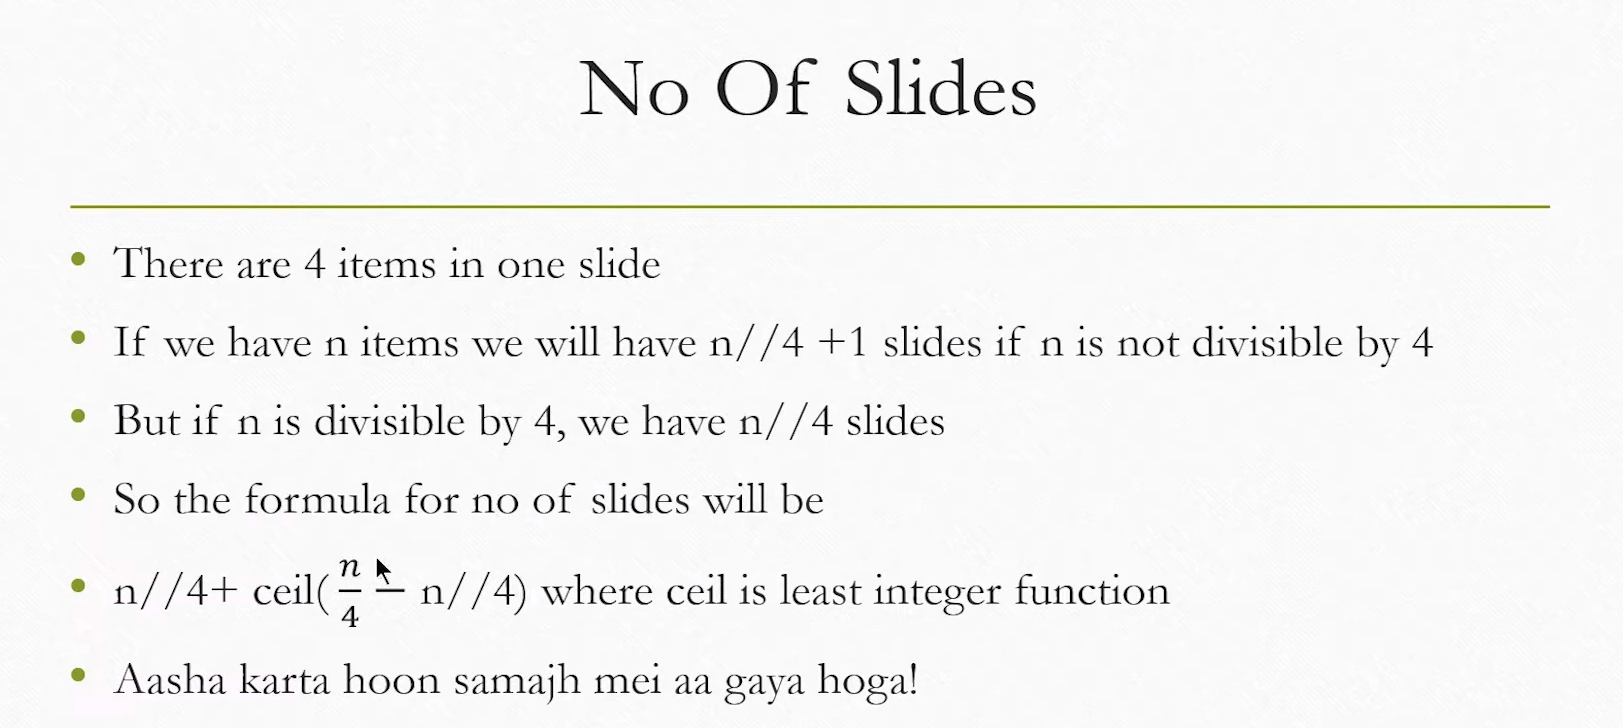 No Of Slides
• There are 4 items in one slide
• If we have n items we will have n//4 +1 slides if n is not divisible by 4
• But if n is divisible by 4, we have n//4 slides
• So the formula for no of slides will be
• n//4+ ceil(n/4 − n//4) where ceil is least integer function
• Aasha karta hoon samajh mei aa gaya hoga!